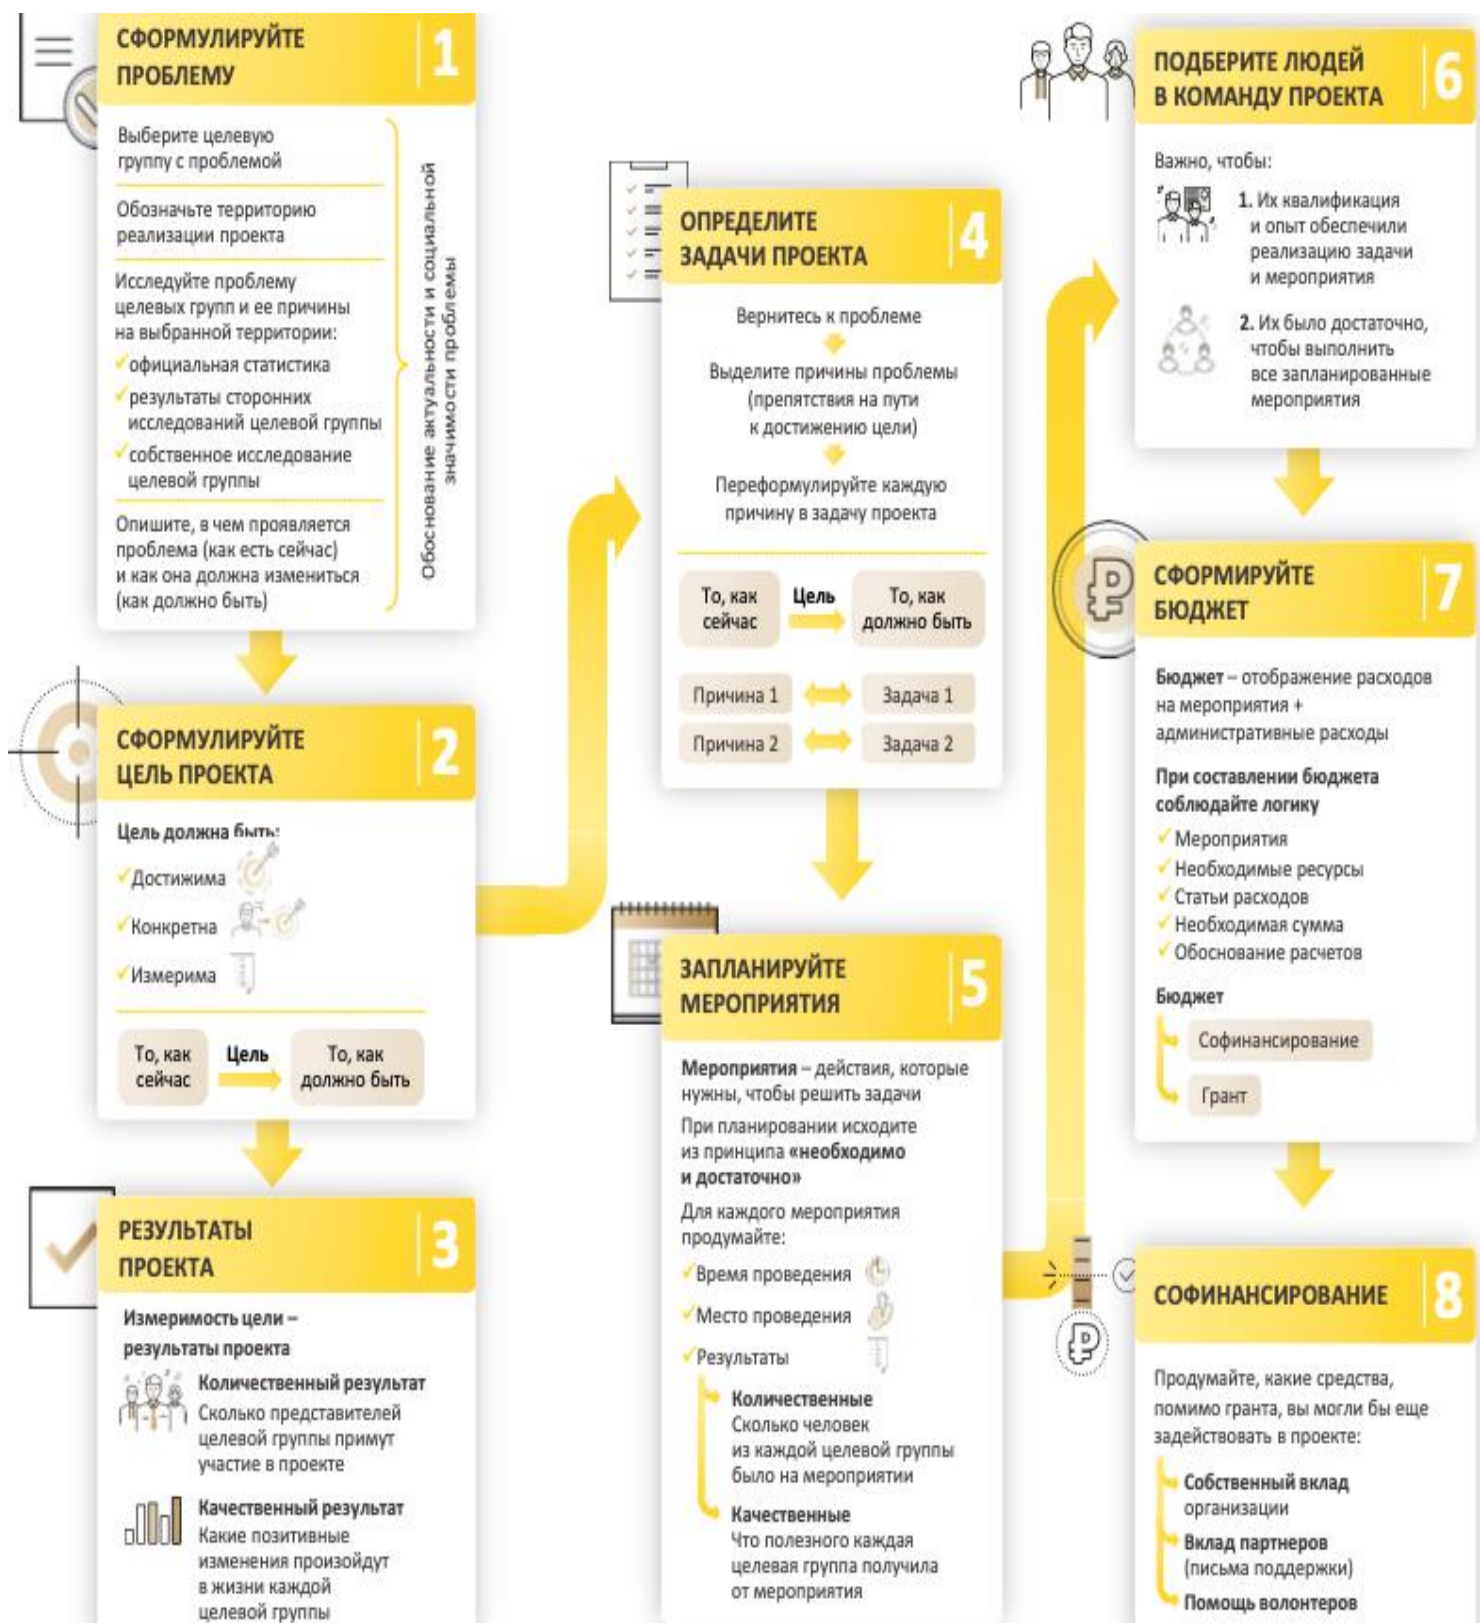 СФОРМУЛИРУЙТЕ
ПРОБЛЕМУ
1
Выберите целевую
группу с проблемой
Обозначьте территорию
реализации проекта
Исследуйте проблему
целевых групп и ее причины
на выбранной территории:
официальная статистика
результаты сторонних
исследований целевой группы
собственное исследование
целевой группы
Опишите, в чем проявляется
проблема (как есть сейчас)
и как она должна измениться
(как должно быть)
Обоснование актуальности и социальной
значимости проблемы
СФОРМУЛИРУЙТЕ
ЦЕЛЬ ПРОЕКТА
2
Цель должна быть:
Достижима
Конкретна
Измерима
То, как
сейчас
Цель
То, как
должно быть
РЕЗУЛЬТАТЫ
ПРОЕКТА
3
Измеримость цели –
результаты проекта
Количественный результат
Сколько представителей
целевой группы примут
участие в проекте
Качественный результат
Какие позитивные
изменения произойдут
в жизни каждой
целевой группы
ОПРЕДЕЛИТЕ
ЗАДАЧИ ПРОЕКТА
4
Вернитесь к проблеме
Выделите причины проблемы
(препятствия на пути
к достижению цели)
Переформулируйте каждую
причину в задачу проекта
То, как
сейчас
Цель
То, как
должно быть
Причина 1
Задача 1
Причина 2
Задача 2
ЗАПЛАНИРУЙТЕ
МЕРОПРИЯТИЯ
5
Мероприятия – действия, которые
нужны, чтобы решить задачи
При планировании исходите
из принципа «необходимо
и достаточно»
Для каждого мероприятия
продумайте:
Время проведения
Место проведения
Результаты
Количественные
Сколько человек
из каждой целевой группы
было на мероприятии
Качественные
Что полезного каждая
целевая группа получила
от мероприятия
ПОДБЕРИТЕ ЛЮДЕЙ
В КОМАНДУ ПРОЕКТА
6
Важно, чтобы:
1. Их квалификация
и опыт обеспечили
реализацию задачи
и мероприятия
2. Их было достаточно,
чтобы выполнить
все запланированные
мероприятия
СФОРМИРУЙТЕ
БЮДЖЕТ
7
₽
Бюджет – отображение расходов
на мероприятия +
административные расходы
При составлении бюджета
соблюдайте логику
Мероприятия
Необходимые ресурсы
Статьи расходов
Необходимая сумма
Обоснование расчетов
Бюджет
Софинансирование
Грант
СОФИНАНСИРОВАНИЕ
8
₽
Продумайте, какие средства,
помимо гранта, вы могли бы еще
задействовать в проекте:
Собственный вклад
организации
Вклад партнеров
(письма поддержки)
Помощь волонтеров